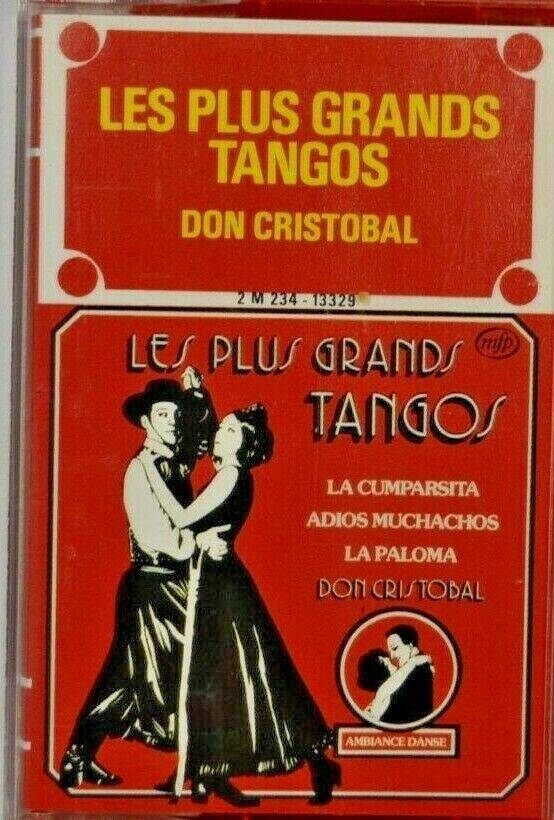 LES PLUS GRANDS
TANGOS
DON CRISTOBAL
2 M 234 - 13329
LES PLUS GRANDS
mfp
TANGOS
LA CUMPARSITA
ADIOS MUCHACHOS
LA PALOMA
DON CRISTOBAL
AMBIANCE DANSE